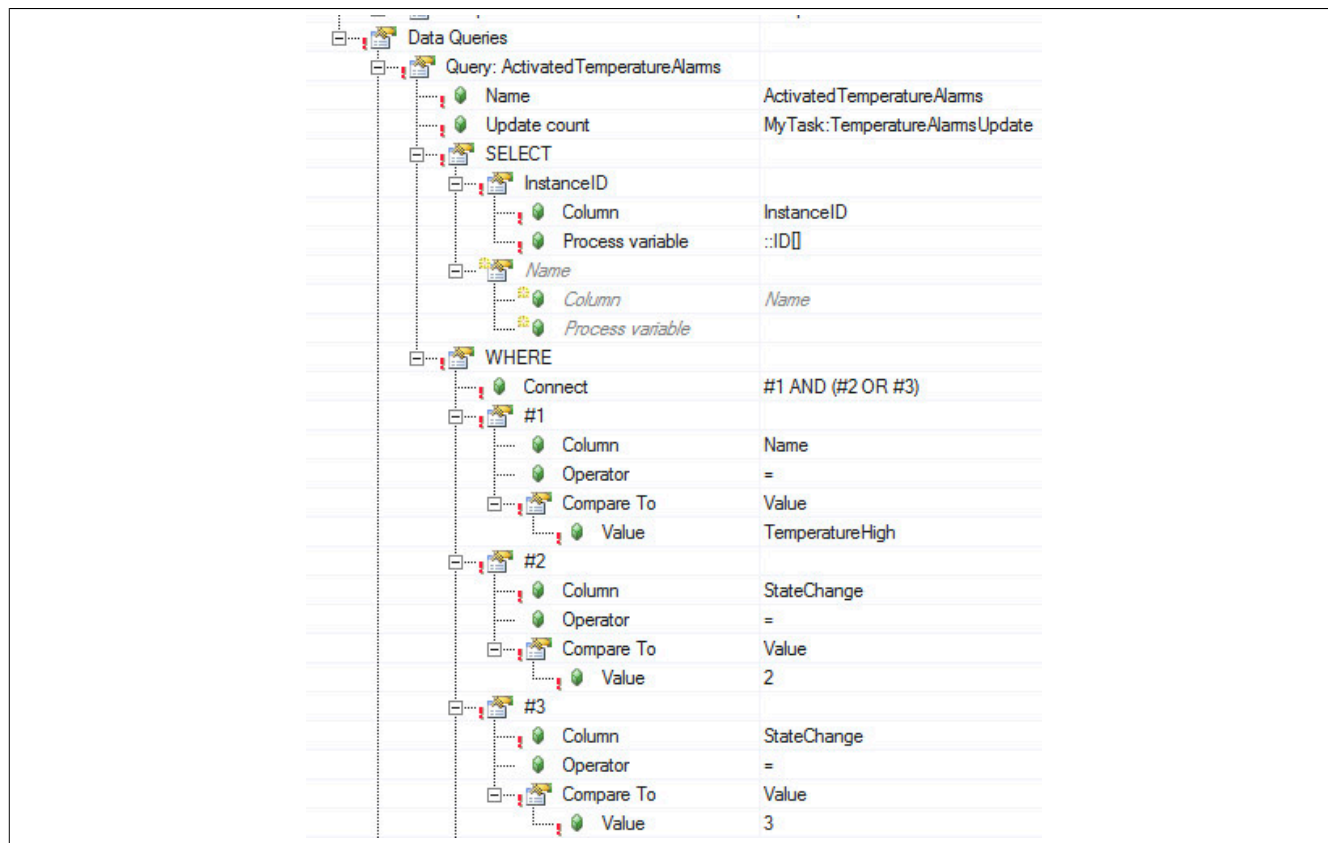 Data Queries
Query: ActivatedTemperatureAlarms
Name ActivatedTemperatureAlarms
Update count MyTask:TemperatureAlarmsUpdate
SELECT
InstanceID
Column InstanceID
Process variable ::ID[]
Name
Column Name
Process variable
WHERE
Connect #1 AND (#2 OR #3)
#1
Column Name
Operator =
Compare To Value
Value TemperatureHigh
#2
Column StateChange
Operator =
Compare To Value
Value 2
#3
Column StateChange
Operator =
Compare To Value
Value 3